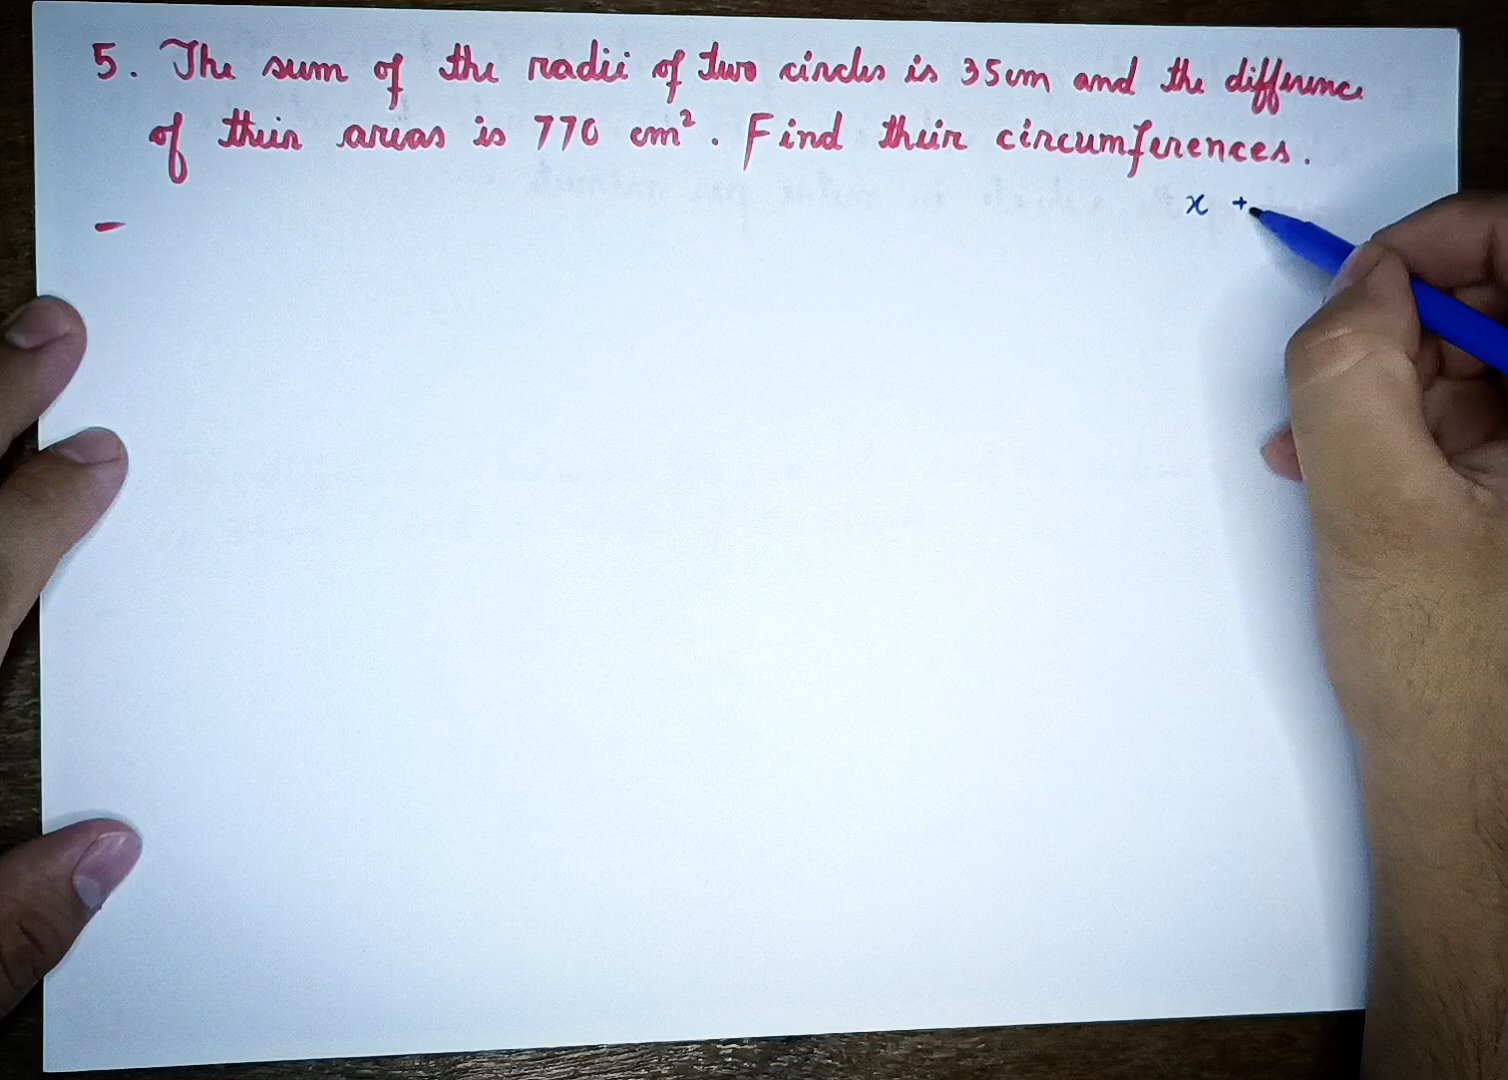 5. The sum of the radii of two circles is 35cm and the difference
of their areas is 770 cm². Find their circumferences.
x +
-